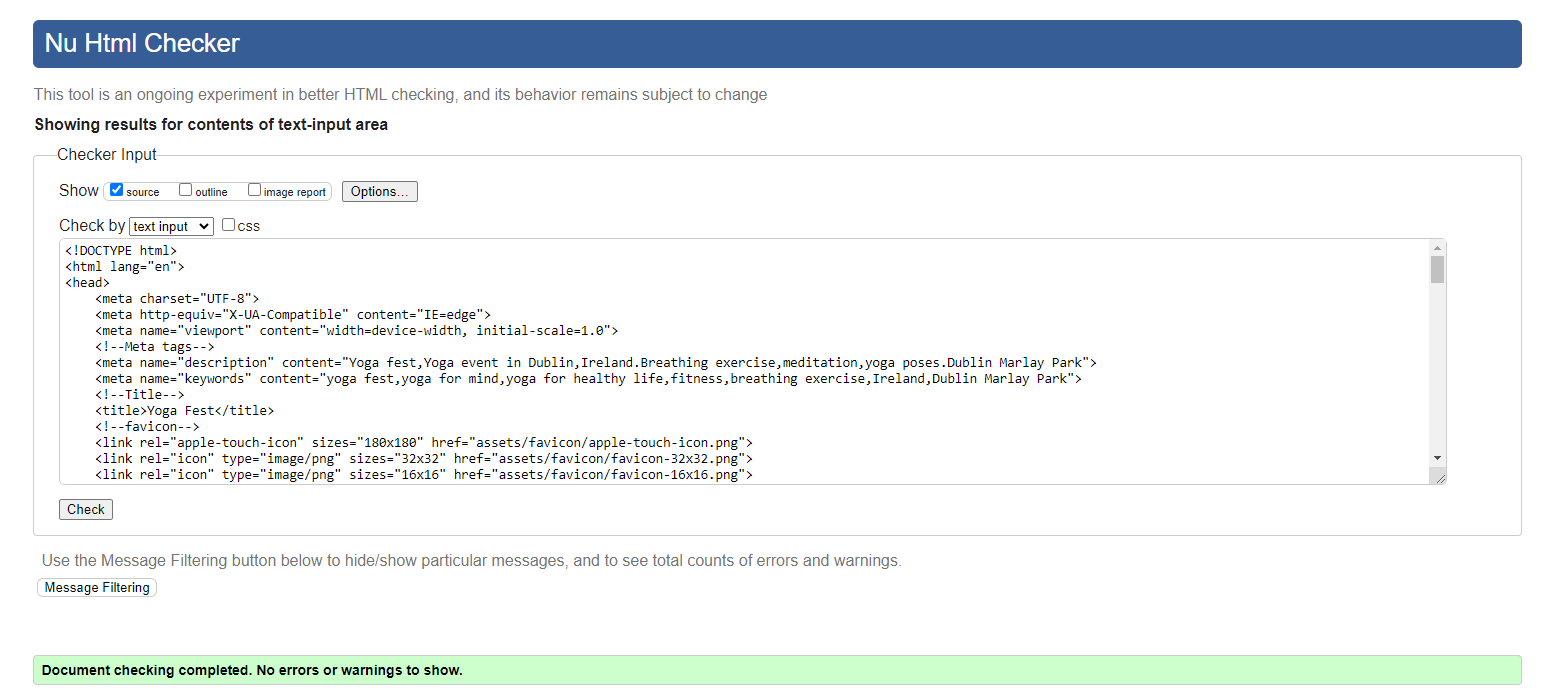 Nu Html Checker
This tool is an ongoing experiment in better HTML checking, and its behavior remains subject to change
Showing results for contents of text-input area
Checker Input
Show source outline image report Options...
Check by text input css
<!DOCTYPE html>
<html lang="en">
<head>
<meta charset="UTF-8">
<meta http-equiv="X-UA-Compatible" content="IE=edge">
<meta name="viewport" content="width=device-width, initial-scale=1.0">
<!--Meta tags-->
<meta name="description" content="Yoga fest,Yoga event in Dublin,Ireland.Breathing exercise,meditation,yoga poses.Dublin Marlay Park">
<meta name="keywords" content="yoga fest,yoga for mind,yoga for healthy life,fitness,breathing exercise,Ireland,Dublin Marlay Park">
<!--Title-->
<title>Yoga Fest</title>
<!--favicon-->
<link rel="apple-touch-icon" sizes="180x180" href="assets/favicon/apple-touch-icon.png">
<link rel="icon" type="image/png" sizes="32x32" href="assets/favicon/favicon-32x32.png">
<link rel="icon" type="image/png" sizes="16x16" href="assets/favicon/favicon-16x16.png">
Check
Use the Message Filtering button below to hide/show particular messages, and to see total counts of errors and warnings.
Message Filtering
Document checking completed. No errors or warnings to show.